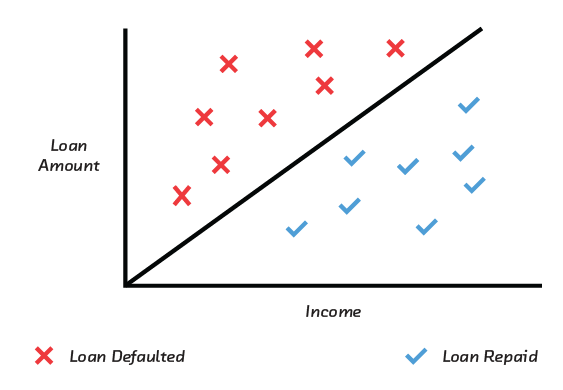 Loan
Amount
Income
Loan Defaulted
Loan Repaid